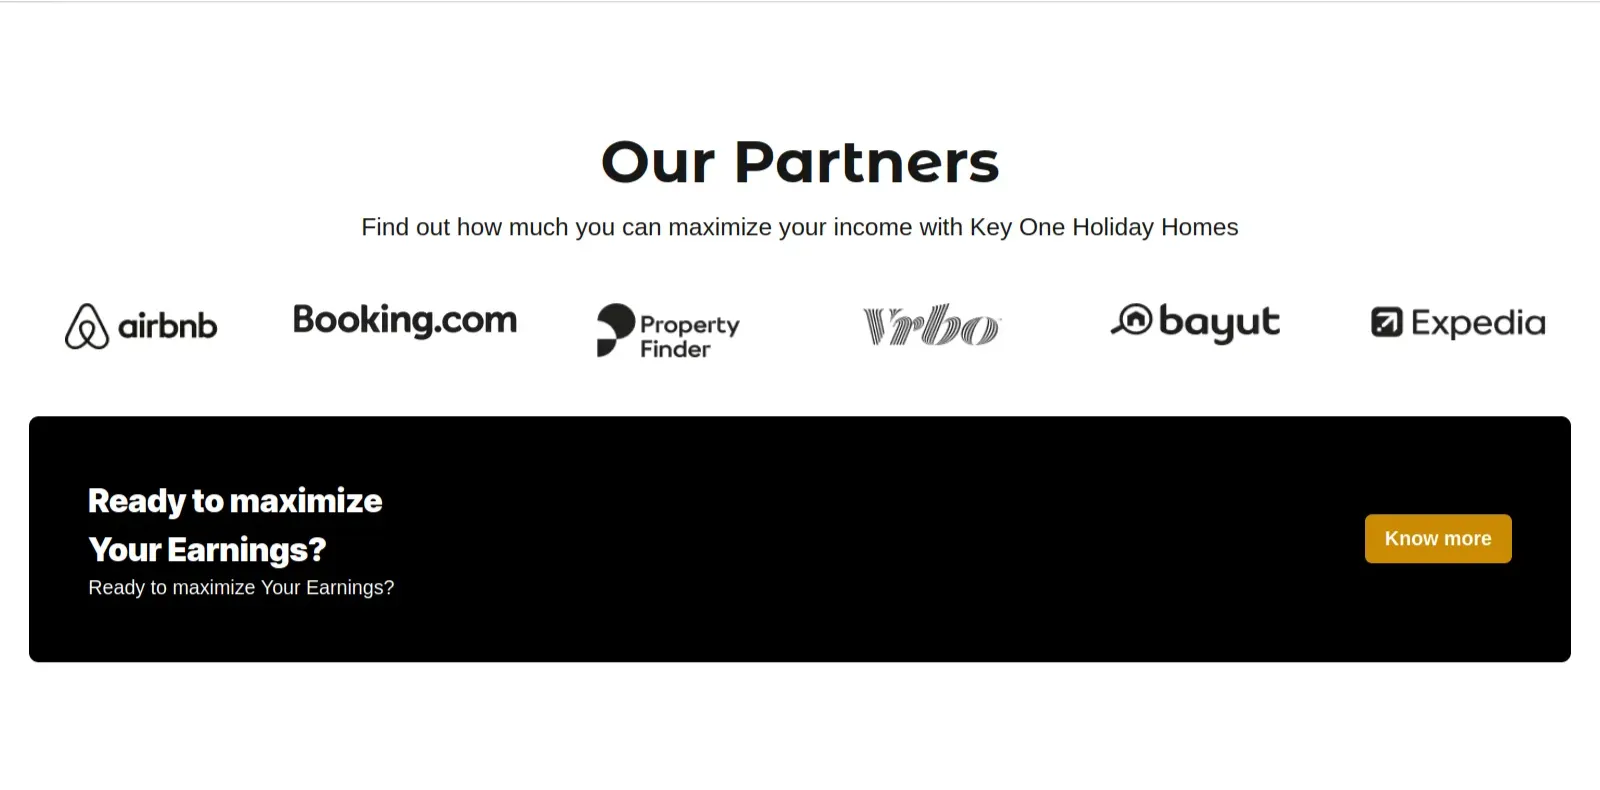 Our Partners
Find out how much you can maximize your income with Key One Holiday Homes
airbnb
Booking.com
Property
Finder
Vrbo
bayut
Expedia
Ready to maximize
Your Earnings?
Ready to maximize Your Earnings?
Know more